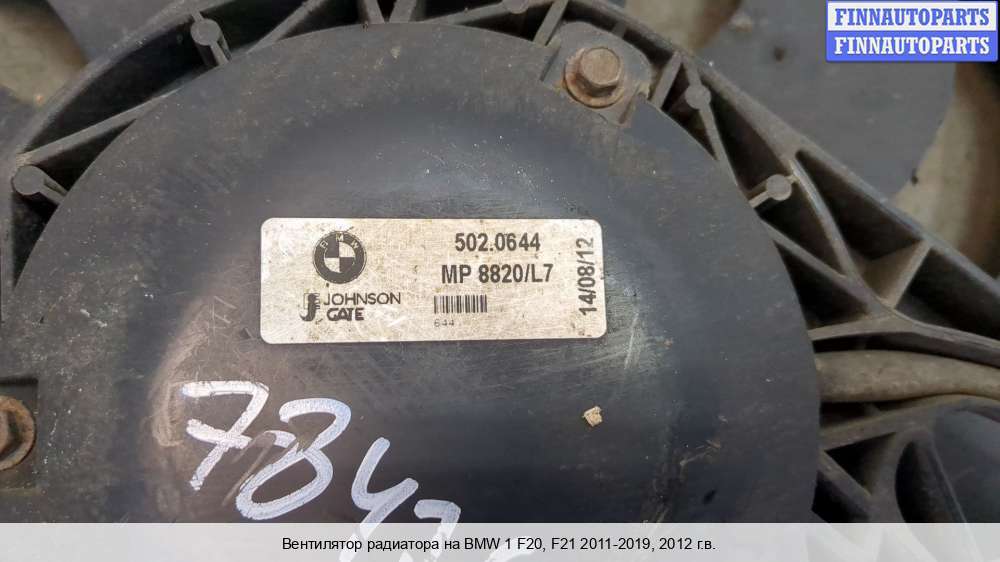 FINNAUTOPARTS
FINNAUTOPARTS
BMW
502.0644
MP 8820/L7
14/08/12
JOHNSON
GATE
644
Вентилятор радиатора на BMW 1 F20, F21 2011-2019, 2012 г.в.